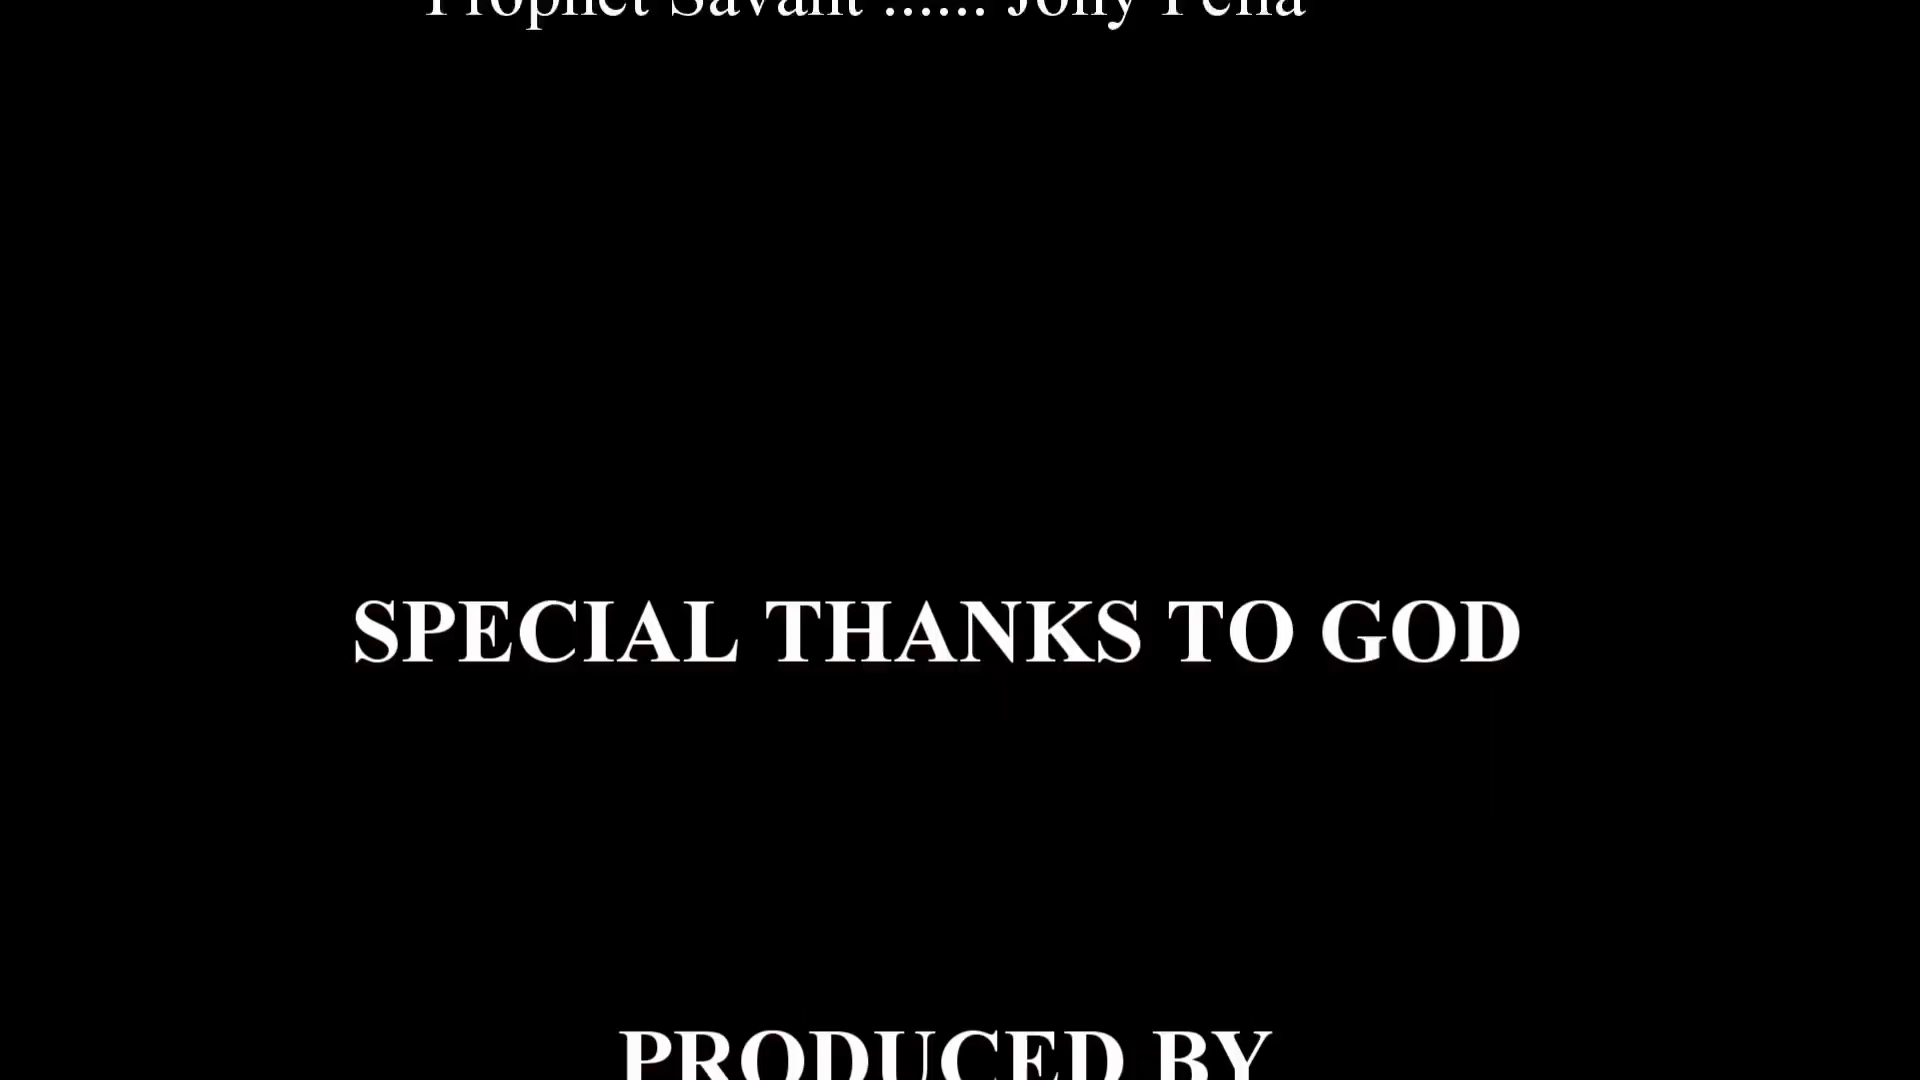 Prophet Savant ......
SPECIAL THANKS TO GOD
PRODUCED BY